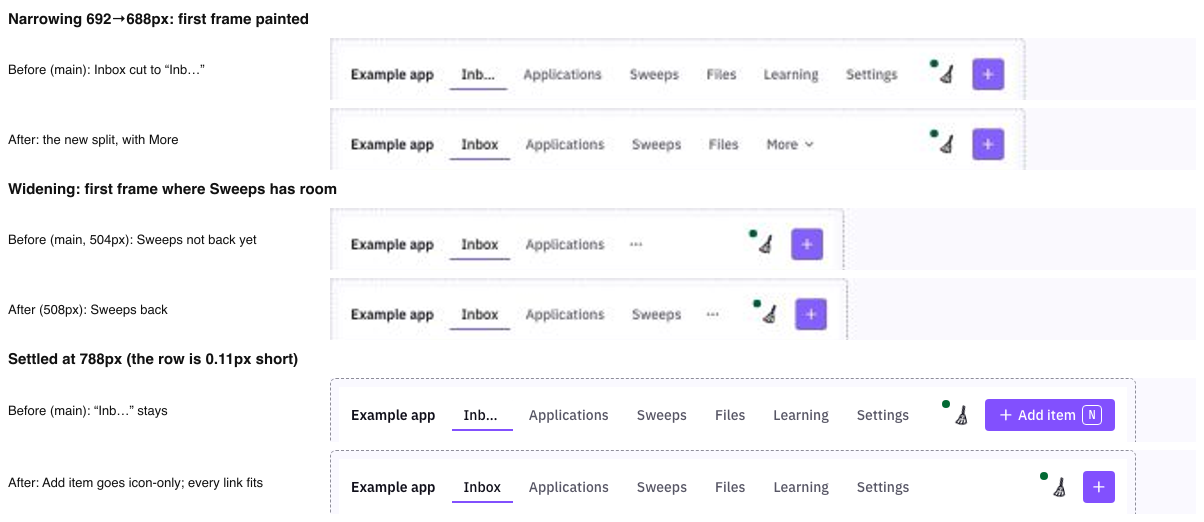 Narrowing 692→688px: first frame painted
Before (main): Inbox cut to “Inb…”
Example app Inb... Applications Sweeps Files Learning Settings +
After: the new split, with More
Example app Inbox Applications Sweeps Files More +
Widening: first frame where Sweeps has room
Before (main, 504px): Sweeps not back yet
Example app Inbox Applications ··· +
After (508px): Sweeps back
Example app Inbox Applications Sweeps ··· +
Settled at 788px (the row is 0.11px short)
Before (main): “Inb…” stays
Example app Inb... Applications Sweeps Files Learning Settings + Add item N
After: Add item goes icon-only; every link fits
Example app Inbox Applications Sweeps Files Learning Settings +